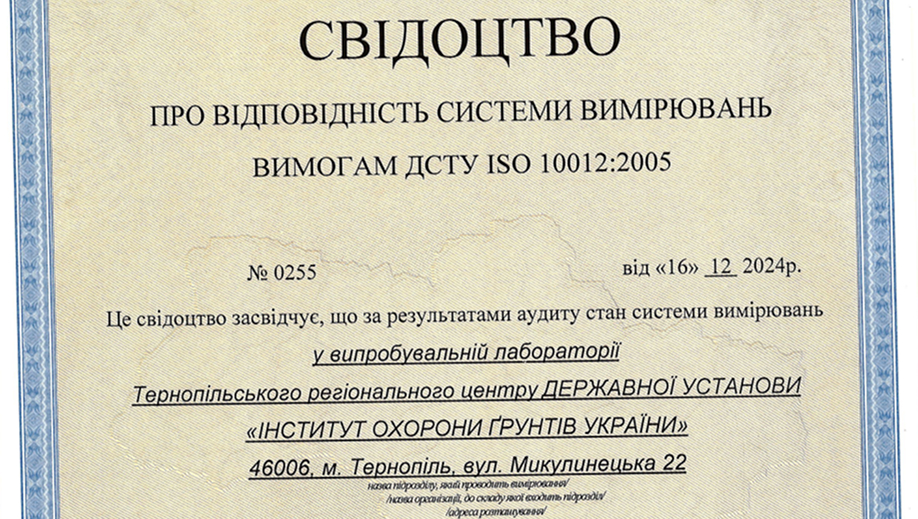 СВІДОЦТВО
ПРО ВІДПОВІДНІСТЬ СИСТЕМИ ВИМІРЮВАНЬ
ВИМОГАМ ДСТУ ISO 10012:2005
№ 0255 від «16» 12 2024р.
Це свідоцтво засвідчує, що за результатами аудиту стан системи вимірювань
у випробувальній лабораторії
Тернопільського регіонального центру ДЕРЖАВНОЇ УСТАНОВИ
«ІНСТИТУТ ОХОРОНИ ҐРУНТІВ УКРАЇНИ»
46006, м. Тернопіль, вул. Микулинецька 22
назва підрозділу, який проводить вимірювання/
/назва організації, до складу якої входить підрозділ/
/адреса розташування/